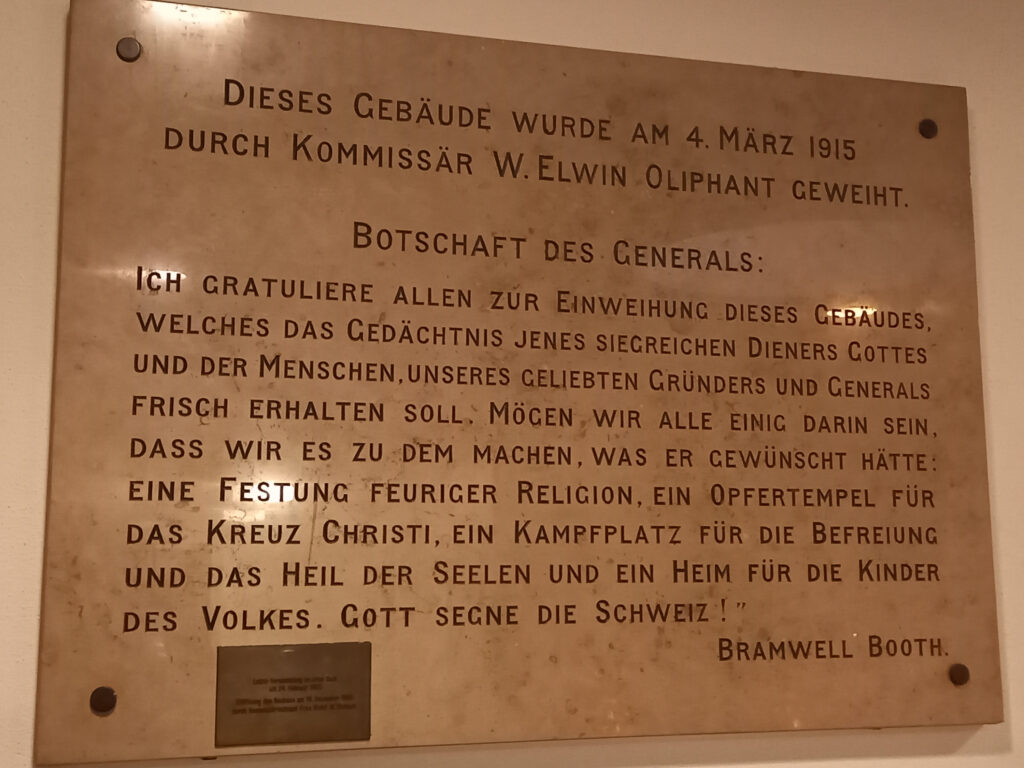 DIESES GEBÄUDE WURDE AM 4. MÄRZ 1915
DURCH KOMMISSÄR W. ELWIN OLIPHANT GEWEIHT.
BOTSCHAFT DES GENERALS:
ICH GRATULIERE ALLEN ZUR EINWEIHUNG DIESES GEBÄUDES,
WELCHES DAS GEDÄCHTNIS JENES SIEGREICHEN DIENERS GOTTES
UND DER MENSCHEN, UNSERES GELIEBTEN GRÜNDERS UND GENERALS
FRISCH ERHALTEN SOLL. MÖGEN WIR ALLE EINIG DARIN SEIN,
DASS WIR ES ZU DEM MACHEN, WAS ER GEWÜNSCHT HÄTTE:
EINE FESTUNG FEURIGER RELIGION, EIN OPFERTEMPEL FÜR
DAS KREUZ CHRISTI, EIN KAMPFPLATZ FÜR DIE BEFREIUNG
UND DAS HEIL DER SEELEN UND EIN HEIM FÜR DIE KINDER
DES VOLKES. GOTT SEGNE DIE SCHWEIZ!"
BRAMWELL BOOTH.